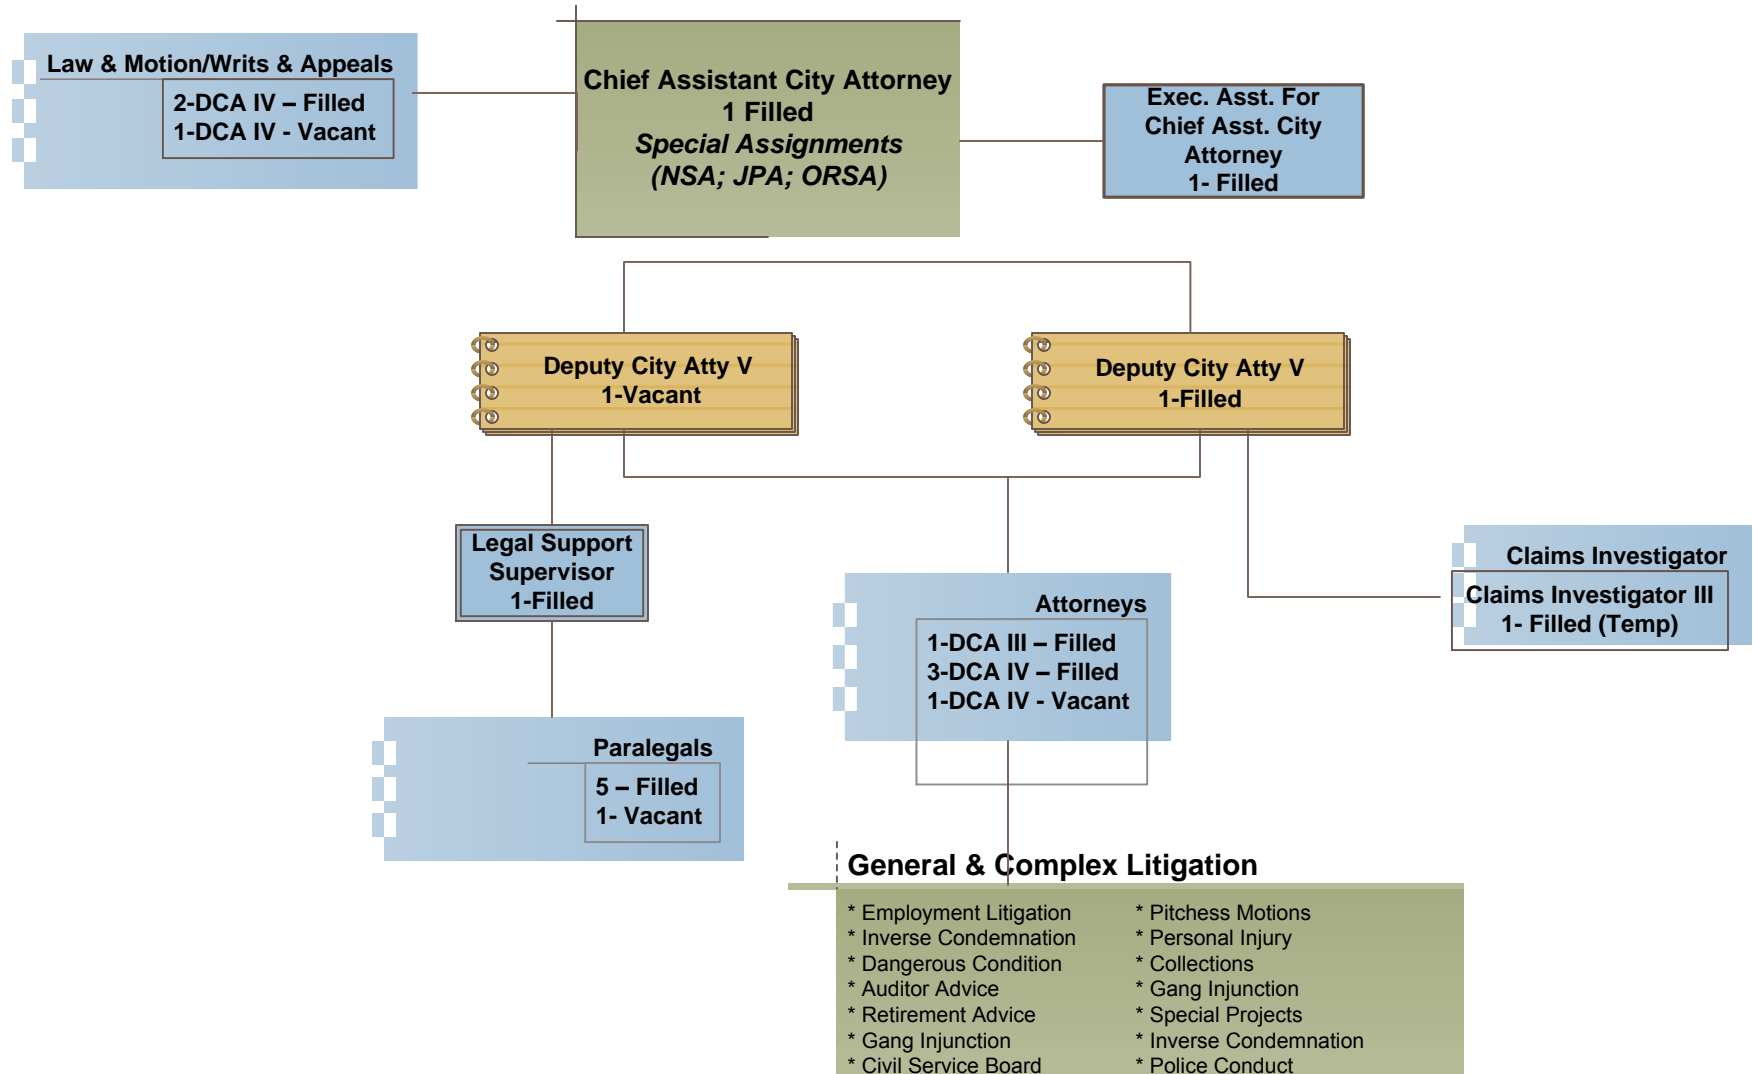 Law & Motion/Writs & Appeals
2-DCA IV – Filled
1-DCA IV - Vacant
Chief Assistant City Attorney
1 Filled
Special Assignments
(NSA; JPA; ORSA)
Exec. Asst. For
Chief Asst. City
Attorney
1- Filled
Deputy City Atty V
1-Vacant
Deputy City Atty V
1-Filled
Legal Support
Supervisor
1-Filled
Claims Investigator
Claims Investigator III
1- Filled (Temp)
Attorneys
1-DCA III – Filled
3-DCA IV – Filled
1-DCA IV - Vacant
Paralegals
5 – Filled
1- Vacant
General & Complex Litigation
* Employment Litigation
* Inverse Condemnation
* Dangerous Condition
* Auditor Advice
* Retirement Advice
* Gang Injunction
* Civil Service Board
* Pitchess Motions
* Personal Injury
* Collections
* Gang Injunction
* Special Projects
* Inverse Condemnation
* Police Conduct